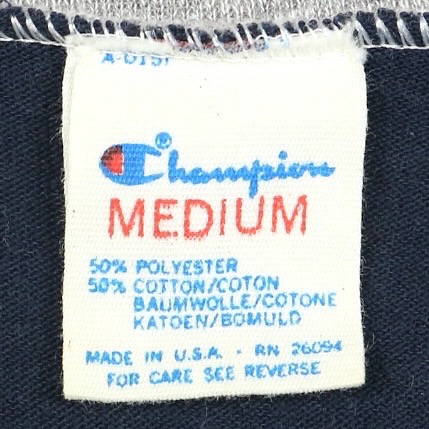 Champion®
MEDIUM
50% POLYESTER
50% COTTON/COTON
BAUMWOLLE/COTONE
KATOEN/BOMULD
MADE IN U.S.A. · RN 26094
FOR CARE SEE REVERSE